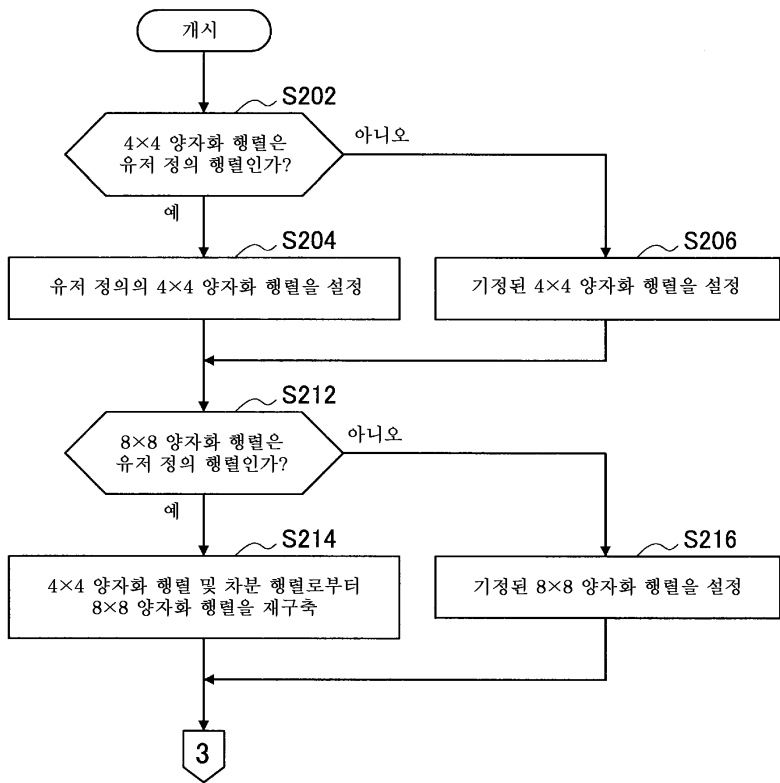 개시
S202
4×4 양자화 행렬은
유저 정의 행렬인가?
아니오
예
S204
유저 정의의 4×4 양자화 행렬을 설정
S206
기정된 4×4 양자화 행렬을 설정
S212
8×8 양자화 행렬은
유저 정의 행렬인가?
아니오
예
S214
4×4 양자화 행렬 및 차분 행렬로부터
8×8 양자화 행렬을 재구축
S216
기정된 8×8 양자화 행렬을 설정
3